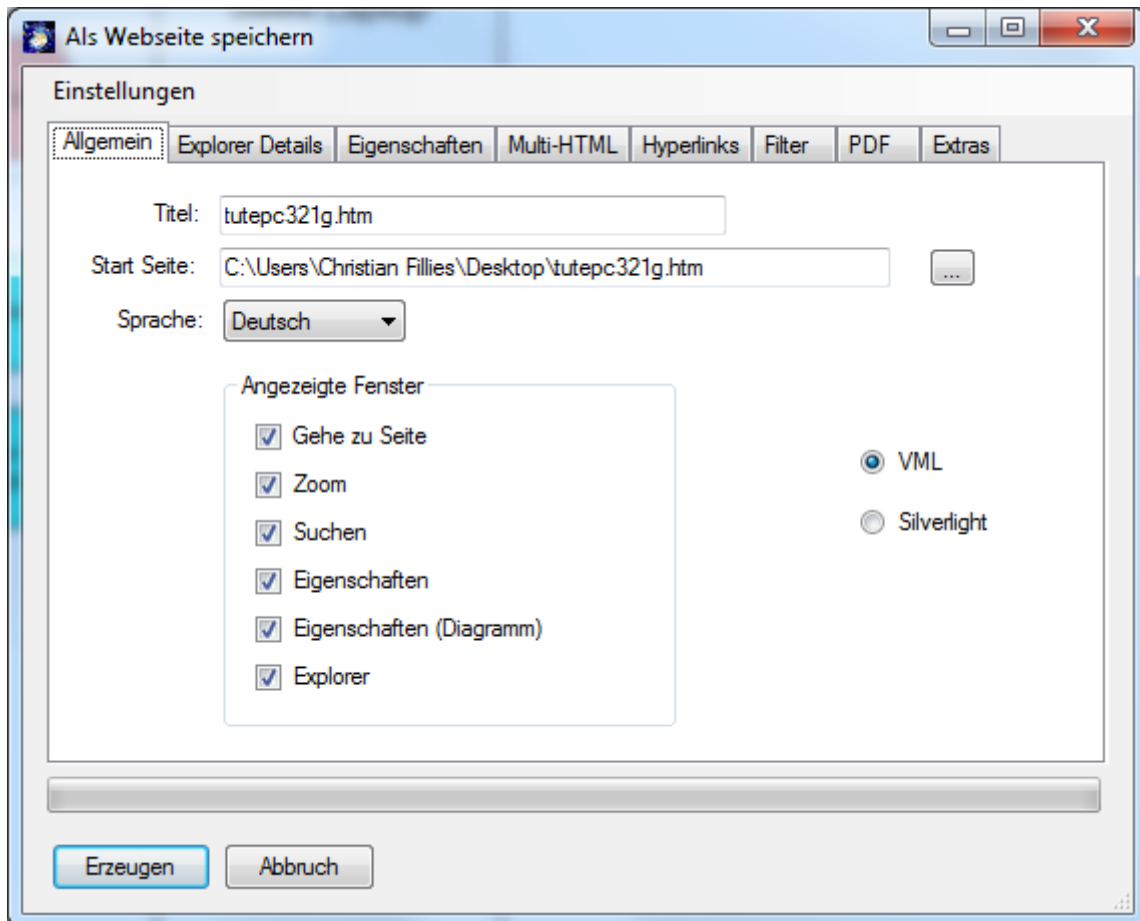 Als Webseite speichern
Einstellungen
Allgemein Explorer Details Eigenschaften Multi-HTML Hyperlinks Filter PDF Extras
Titel: tutepc321g.htm
Start Seite: C:\Users\Christian Fillies\Desktop\tutepc321g.htm ...
Sprache: Deutsch
Angezeigte Fenster
Gehe zu Seite
VML
Zoom
Silverlight
Suchen
Eigenschaften
Eigenschaften (Diagramm)
Explorer
Erzeugen Abbruch